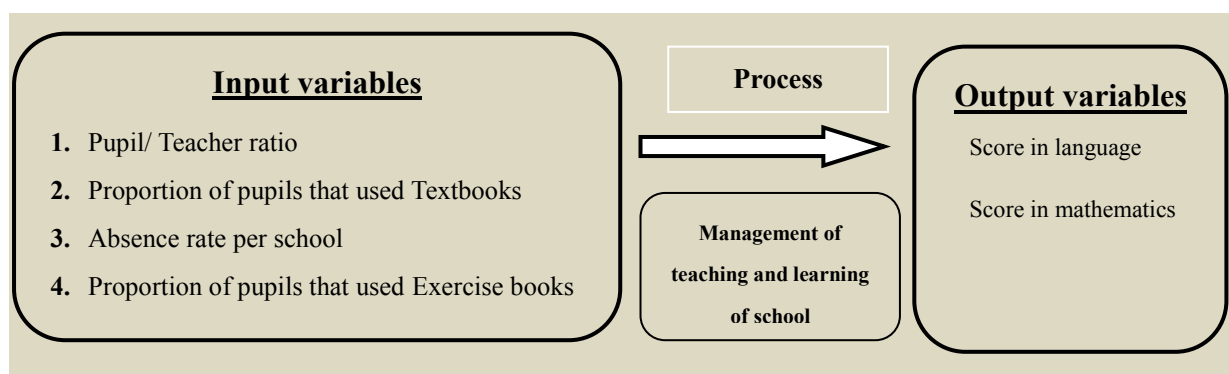 Input variables
1. Pupil/ Teacher ratio
2. Proportion of pupils that used Textbooks
3. Absence rate per school
4. Proportion of pupils that used Exercise books
Process
Management of
teaching and learning
of school
Output variables
Score in language
Score in mathematics